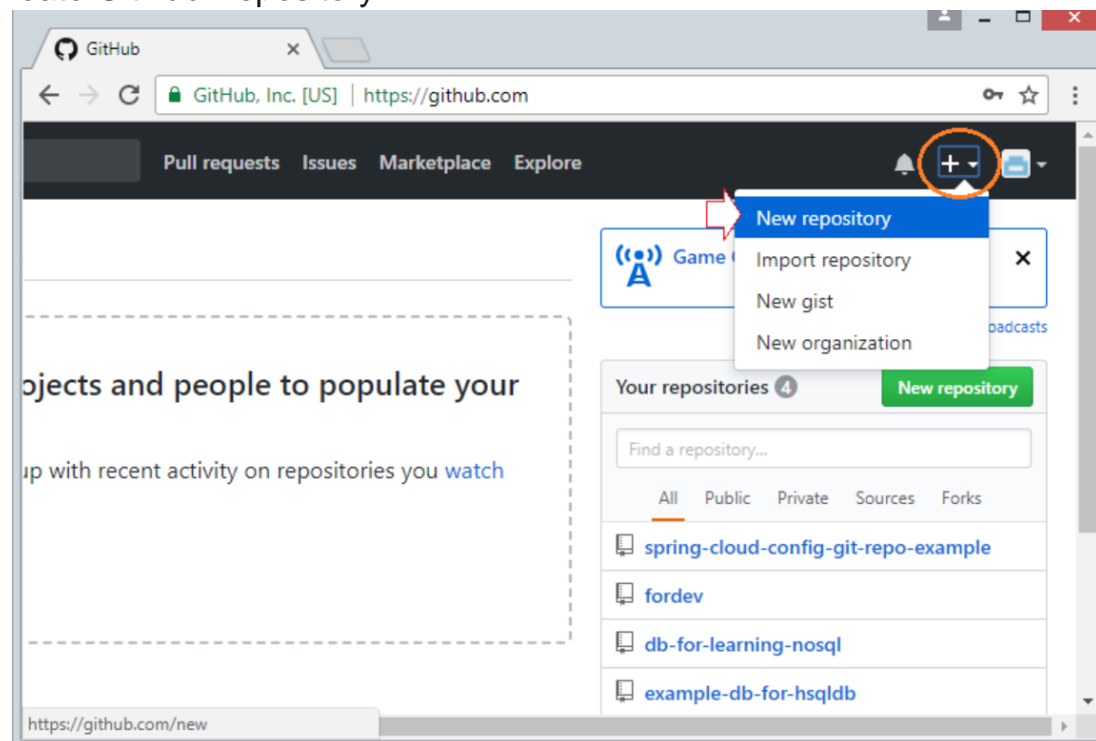 GitHub
GitHub, Inc. [US] | https://github.com
Pull requests Issues Marketplace Explore
New repository
Import repository
New gist
New organization
Game
oadcasts
ojects and people to populate your
up with recent activity on repositories you watch
Your repositories 4
New repository
Find a repository...
All Public Private Sources Forks
spring-cloud-config-git-repo-example
fordev
db-for-learning-nosql
example-db-for-hsqldb
https://github.com/new